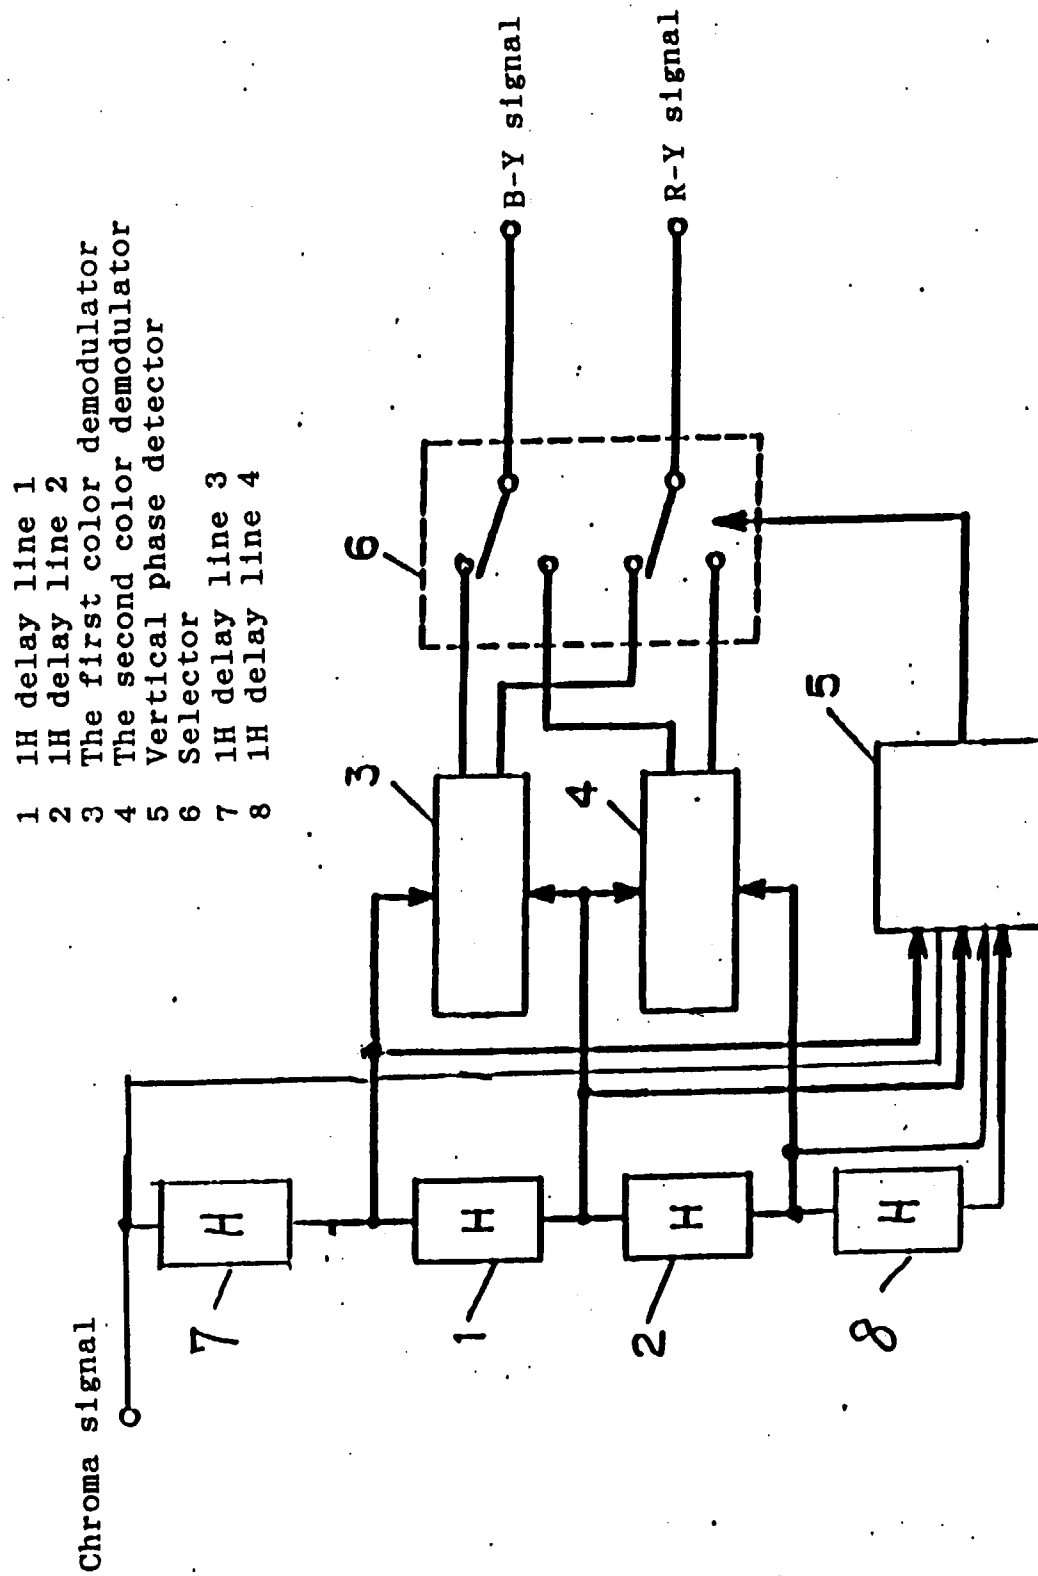 1 1H delay line 1
2 1H delay line 2
3 The first color demodulator
4 The second color demodulator
5 Vertical phase detector
6 Selector
7 1H delay line 3
8 1H delay line 4
Chroma signal
7
H
1
H
2
H
8
H
3
4
5
6
B-Y signal
R-Y signal